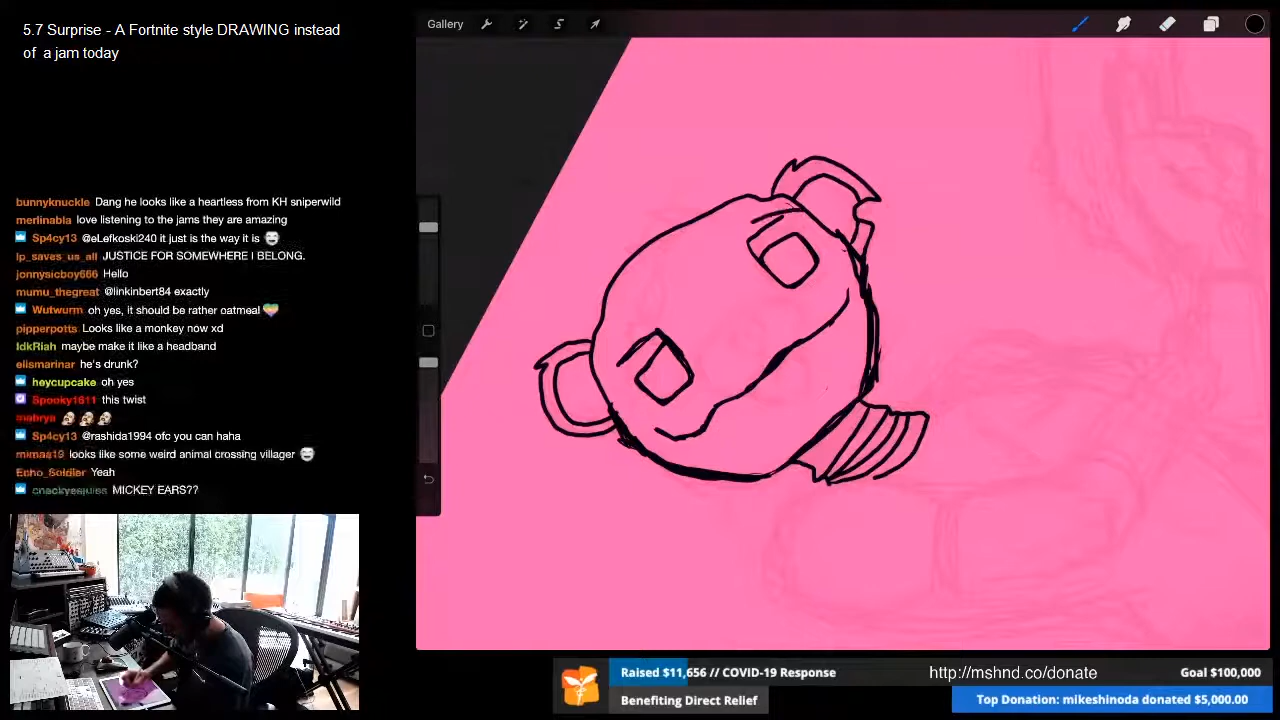 5.7 Surprise - A Fortnite style DRAWING instead
of a jam today
Gallery
bunnyknuckle Dang he looks like a heartless from KH sniperwild
merlinabla love listening to the jams they are amazing
Sp4cy13 @eLefkoski240 it just is the way it is
lp_saves_us_all JUSTICE FOR SOMEWHERE I BELONG.
jonnysicboy666 Hello
mumu_thegreat @linkinbert84 exactly
Wutwurm oh yes, it should be rather oatmeal
pipperpotts Looks like a monkey now xd
IdkRiah maybe make it like a headband
elismarinar he's drunk?
heycupcake oh yes
Spooky1611 this twist
mabrya
Sp4cy13 @rashida1994 ofc you can haha
mimaa19 looks like some weird animal crossing villager
Echo_Soldier Yeah
MICKEY EARS??
Raised $11,656 // COVID-19 Response
http://mshnd.co/donate
Goal $100,000
Benefiting Direct Relief
Top Donation: mikeshinoda donated $5,000.00